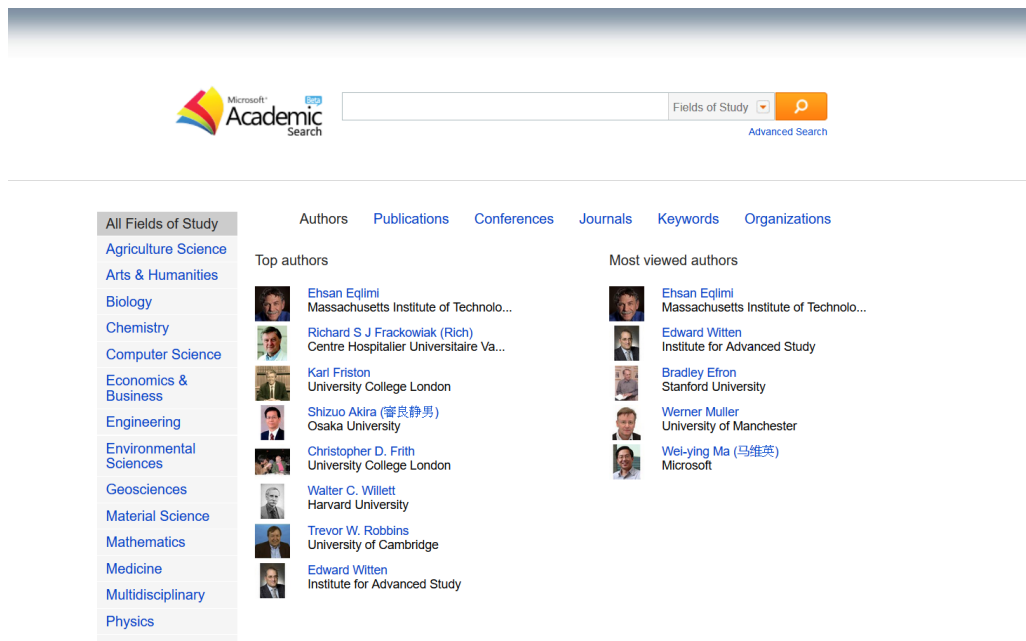 Microsoft® Beta
Academic
Search
Fields of Study
Advanced Search
All Fields of Study
Agriculture Science
Arts & Humanities
Biology
Chemistry
Computer Science
Economics &
Business
Engineering
Environmental
Sciences
Geosciences
Material Science
Mathematics
Medicine
Multidisciplinary
Physics
Authors Publications Conferences Journals Keywords Organizations
Top authors
Ehsan Eqlimi
Massachusetts Institute of Technolo...
Richard S J Frackowiak (Rich)
Centre Hospitalier Universitaire Va...
Karl Friston
University College London
Shizuo Akira (審良静男)
Osaka University
Christopher D. Frith
University College London
Walter C. Willett
Harvard University
Trevor W. Robbins
University of Cambridge
Edward Witten
Institute for Advanced Study
Most viewed authors
Ehsan Eqlimi
Massachusetts Institute of Technolo...
Edward Witten
Institute for Advanced Study
Bradley Efron
Stanford University
Werner Muller
University of Manchester
Wei-ying Ma (马维英)
Microsoft